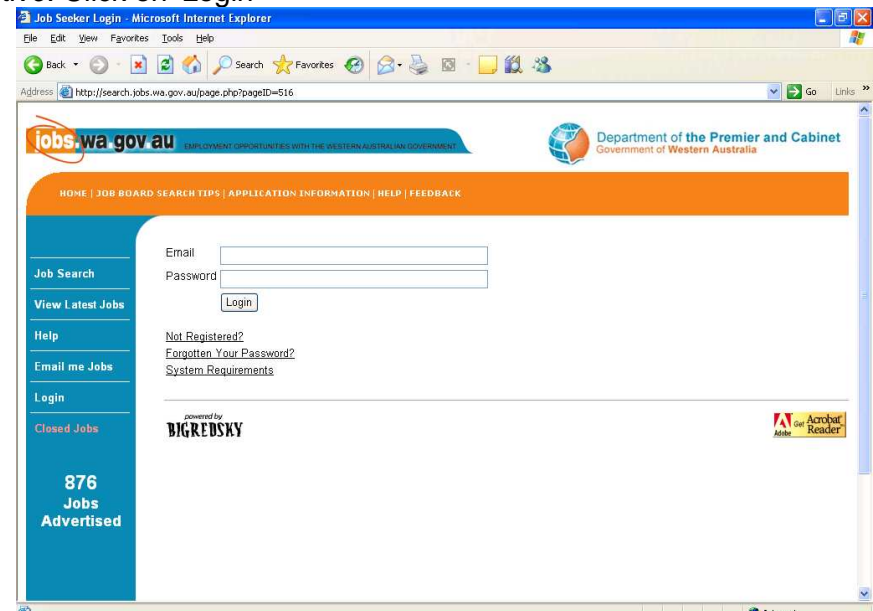 Click on 'Login'
Job Seeker Login - Microsoft Internet Explorer
File Edit View Favorites Tools Help
Back Search Favorites
Address http://search.jobs.wa.gov.au/page.php?pageID=516 Go Links »
jobs.wa.gov.au EMPLOYMENT OPPORTUNITIES WITH THE WESTERN AUSTRALIAN GOVERNMENT
Department of the Premier and Cabinet
Government of Western Australia
HOME | JOB BOARD SEARCH TIPS | APPLICATION INFORMATION | HELP | FEEDBACK
Email
Password
Login
Not Registered?
Forgotten Your Password?
System Requirements
Job Search
View Latest Jobs
Help
Email me Jobs
Login
Closed Jobs
876
Jobs
Advertised
powered by
BIGREDSKY
Adobe Get Acrobat Reader